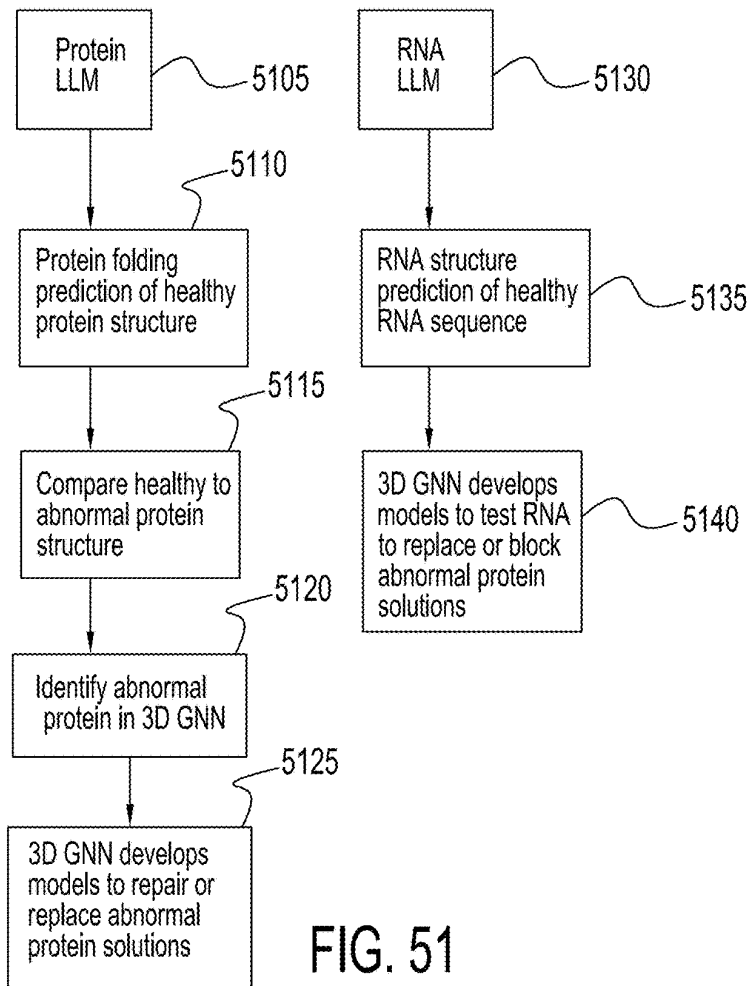 Protein
LLM
5105
5110
Protein folding
prediction of healthy
protein structure
5115
Compare healthy to
abnormal protein
structure
5120
Identify abnormal
protein in 3D GNN
5125
3D GNN develops
models to repair or
replace abnormal
protein solutions
RNA
LLM
5130
RNA structure
prediction of healthy
RNA sequence
5135
3D GNN develops
models to test RNA
to replace or block
abnormal protein
solutions
5140
FIG. 51